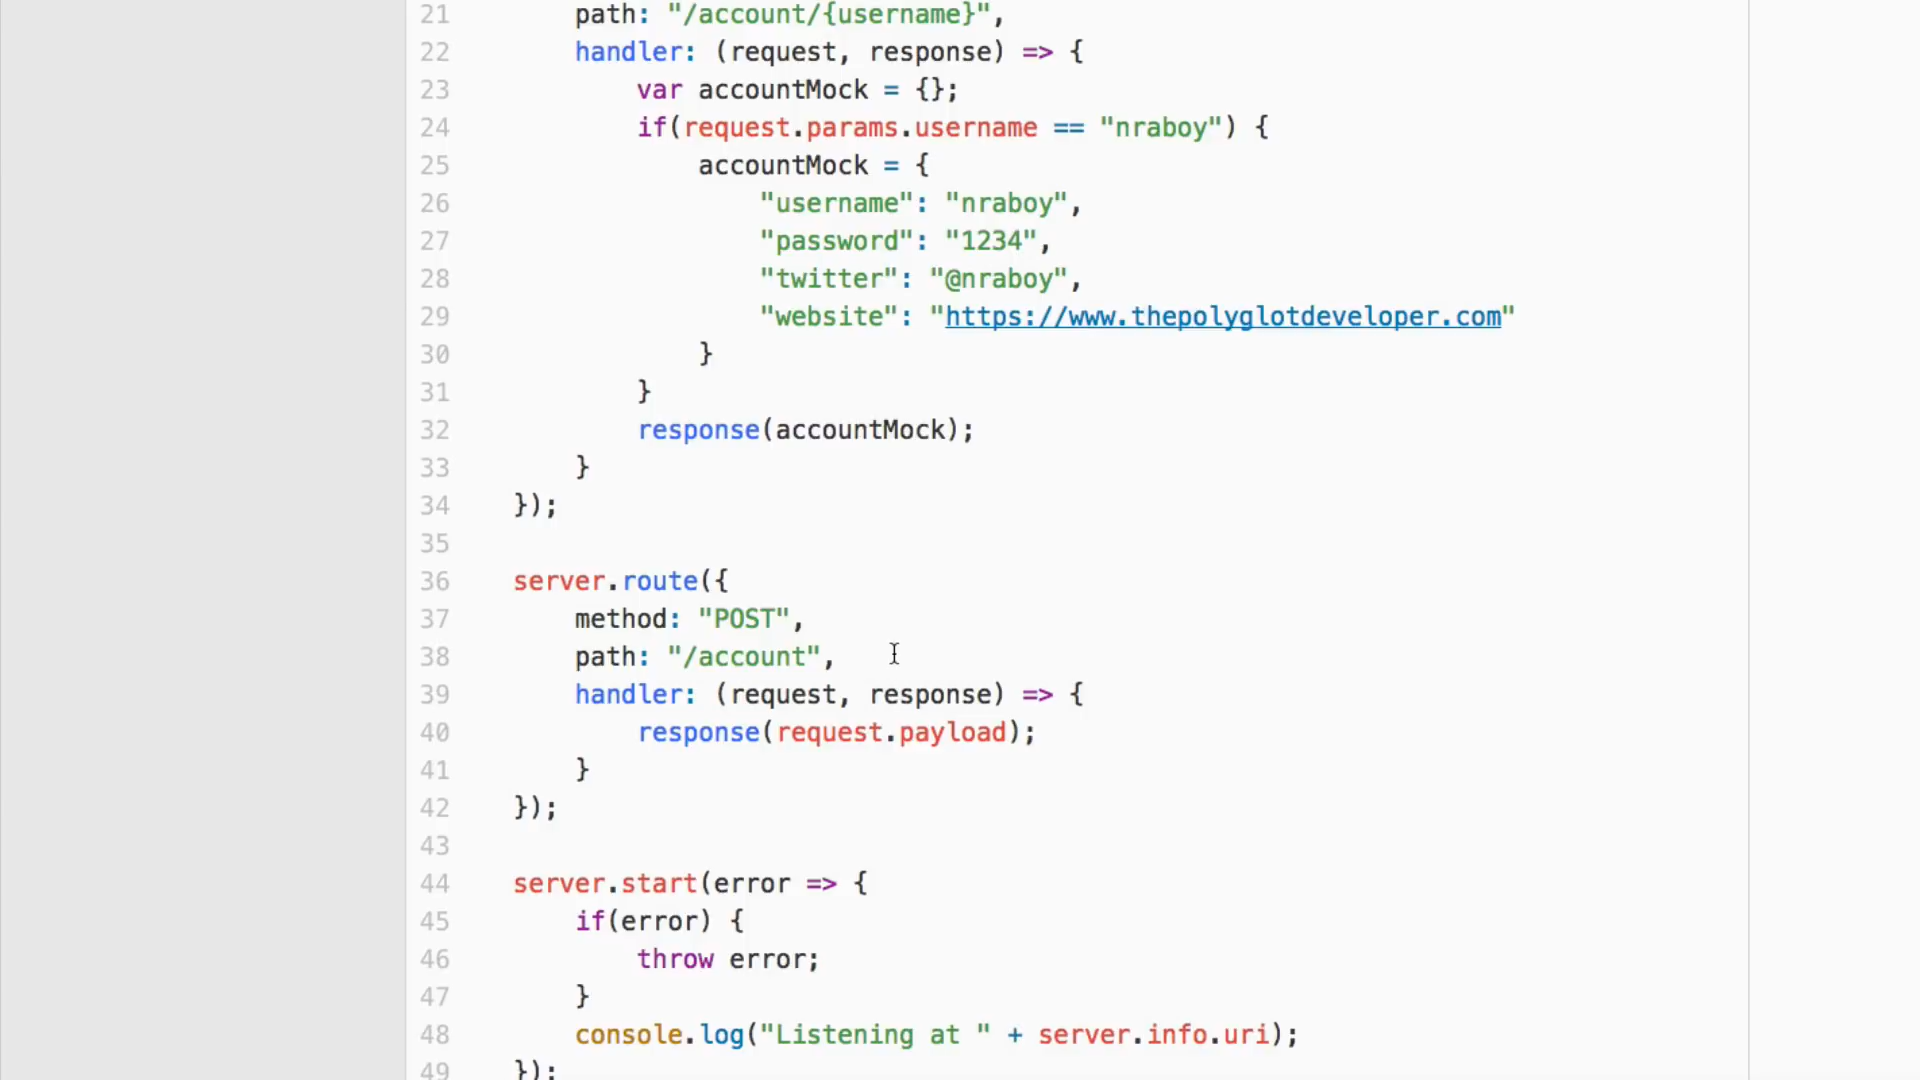 21 path: "/account/{username}",
22 handler: (request, response) => {
23 var accountMock = {};
24 if(request.params.username == "nraboy") {
25 accountMock = {
26 "username": "nraboy",
27 "password": "1234",
28 "twitter": "@nraboy",
29 "website": "https://www.thepolyglotdeveloper.com"
30 }
31 }
32 response(accountMock);
33 }
34 });
35
36 server.route({
37 method: "POST",
38 path: "/account",
39 handler: (request, response) => {
40 response(request.payload);
41 }
42 });
43
44 server.start(error => {
45 if(error) {
46 throw error;
47 }
48 console.log("Listening at " + server.info.uri);
49 });